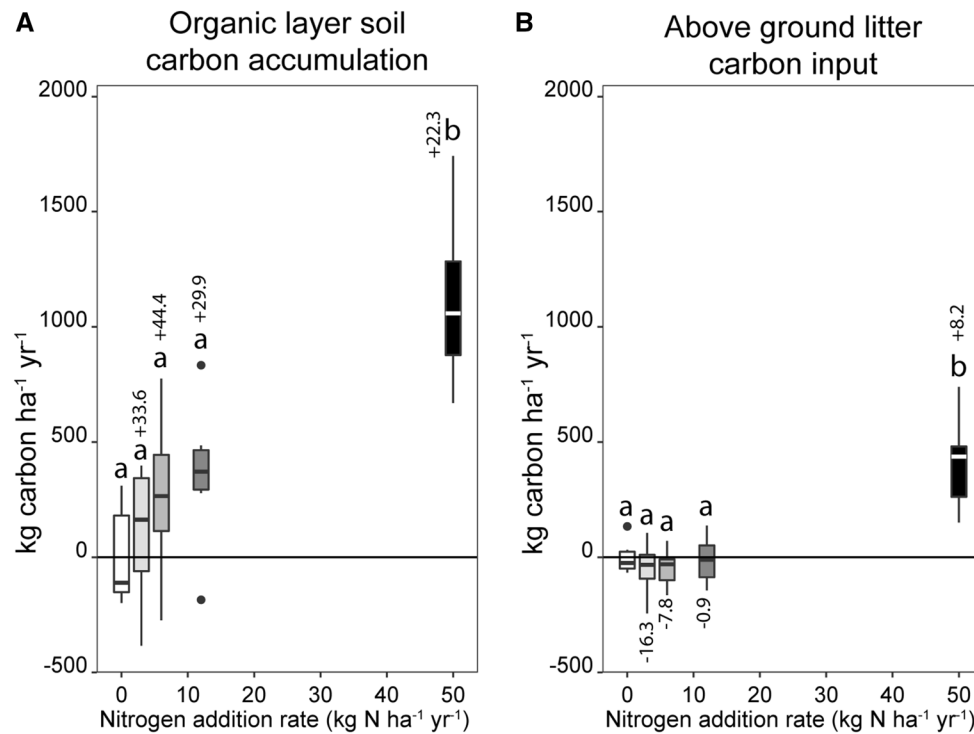 A
Organic layer soil
carbon accumulation
kg carbon ha⁻¹ yr⁻¹
2000
1500
1000
500
0
-500
a
a
+33.6
a
+44.4
a
+29.9
+22.3
b
0
10
20
30
40
50
Nitrogen addition rate (kg N ha⁻¹ yr⁻¹)
B
Above ground litter
carbon input
kg carbon ha⁻¹ yr⁻¹
2000
1500
1000
500
0
-500
a
a
-16.3
a
-7.8
a
-0.9
b
+8.2
0
10
20
30
40
50
Nitrogen addition rate (kg N ha⁻¹ yr⁻¹)